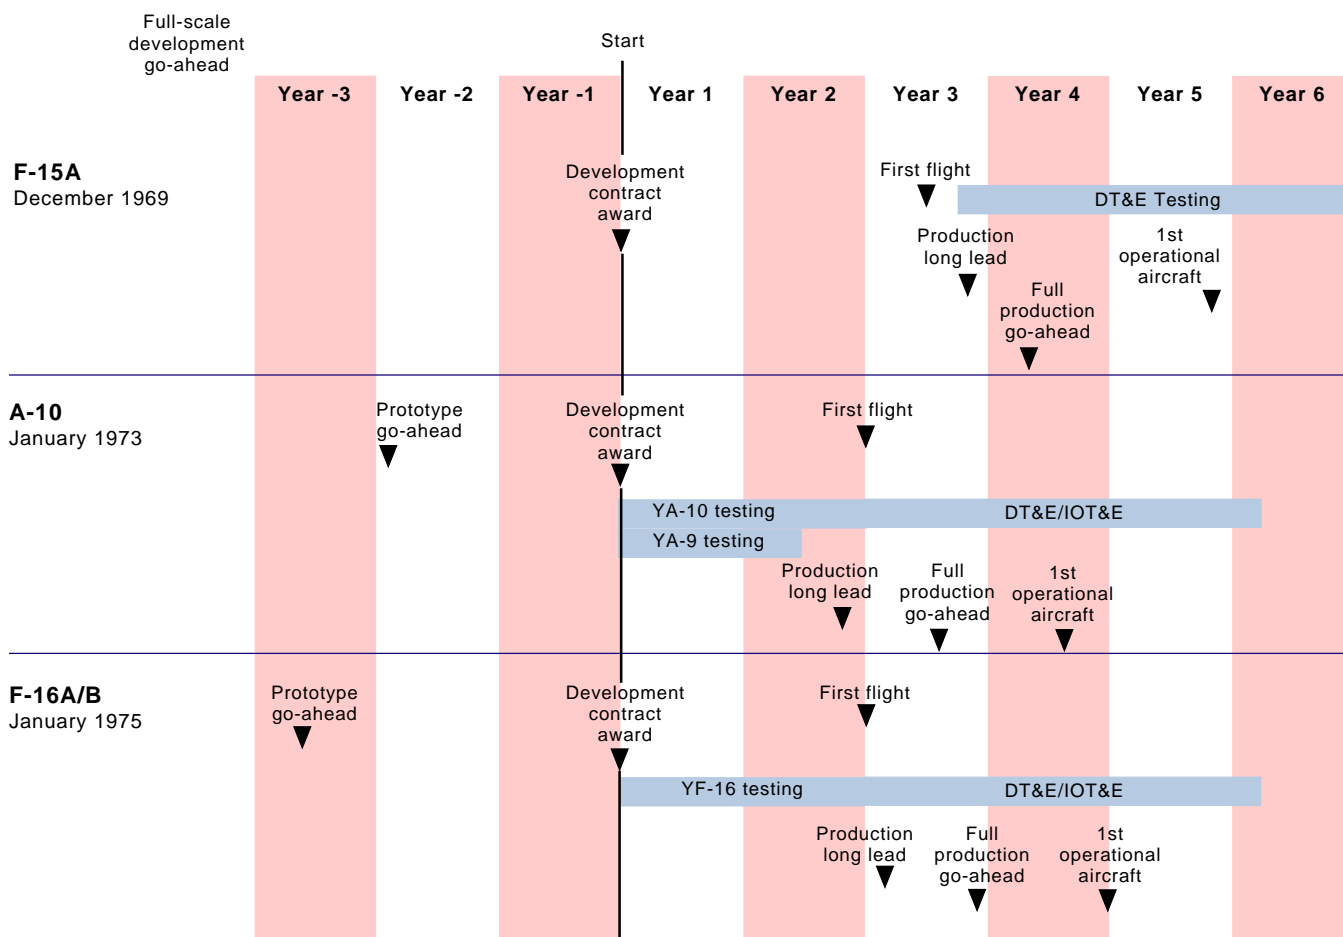 Full-scale
development
go-ahead
Start
Year -3
Year -2
Year -1
Year 1
Year 2
Year 3
Year 4
Year 5
Year 6
F-15A
December 1969
Development
contract
award
First flight
DT&E Testing
Production
long lead
1st
operational
aircraft
Full
production
go-ahead
A-10
January 1973
Prototype
go-ahead
Development
contract
award
First flight
YA-10 testing
DT&E/IOT&E
YA-9 testing
Production
long lead
Full
production
go-ahead
1st
operational
aircraft
F-16A/B
January 1975
Prototype
go-ahead
Development
contract
award
First flight
YF-16 testing
DT&E/IOT&E
Production
long lead
Full
production
go-ahead
1st
operational
aircraft